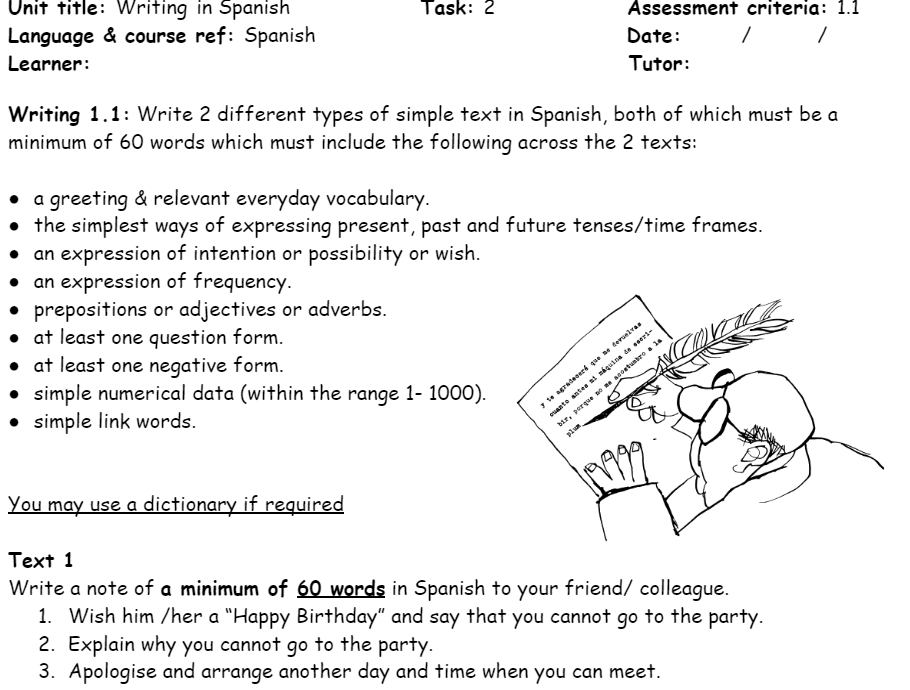 Unit title: Writing in Spanish Task: 2 Assessment criteria: 1.1
Language & course ref: Spanish Date: / /
Learner: Tutor:
Writing 1.1: Write 2 different types of simple text in Spanish, both of which must be a
minimum of 60 words which must include the following across the 2 texts:
● a greeting & relevant everyday vocabulary.
● the simplest ways of expressing present, past and future tenses/time frames.
● an expression of intention or possibility or wish.
● an expression of frequency.
● prepositions or adjectives or adverbs.
● at least one question form.
● at least one negative form.
● simple numerical data (within the range 1- 1000).
● simple link words.
y te agradeceré que me devuelvas
cuanto antes mi máquina de escri-
bir, porque no me acostumbro a la
plum
You may use a dictionary if required
Text 1
Write a note of a minimum of 60 words in Spanish to your friend/ colleague.
1. Wish him /her a “Happy Birthday” and say that you cannot go to the party.
2. Explain why you cannot go to the party.
3. Apologise and arrange another day and time when you can meet.